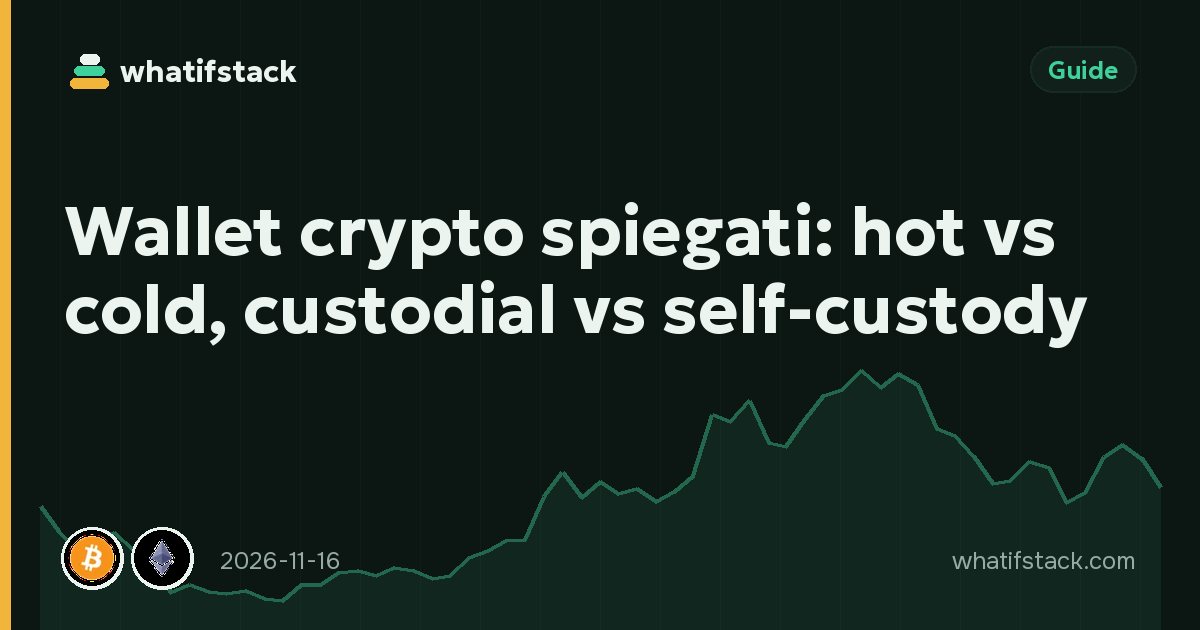 whatifstack
Guide
Wallet crypto spiegati: hot vs
cold, custodial vs self-custody
2026-11-16
whatifstack.com